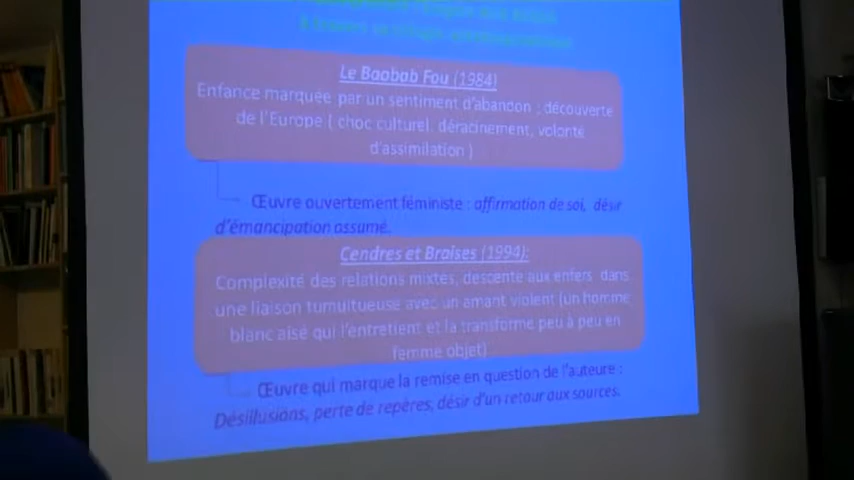 à travers
Le Baobab Fou (1984)
Enfance marquée par un sentiment d'abandon ; découverte
de l'Europe ( choc culturel, déracinement, volonté
d'assimilation )
Œuvre ouvertement féministe : affirmation de soi, désir
d'émancipation assumé.
Cendres et Braises (1994):
Complexité des relations mixtes, descente aux enfers dans
une liaison tumultueuse avec un amant violent (un homme
blanc aisé qui l'entretient et la transforme peu à peu en
femme objet)
Œuvre qui marque la remise en question de l'auteure :
Désillusions, perte de repères, désir d'un retour aux sources.